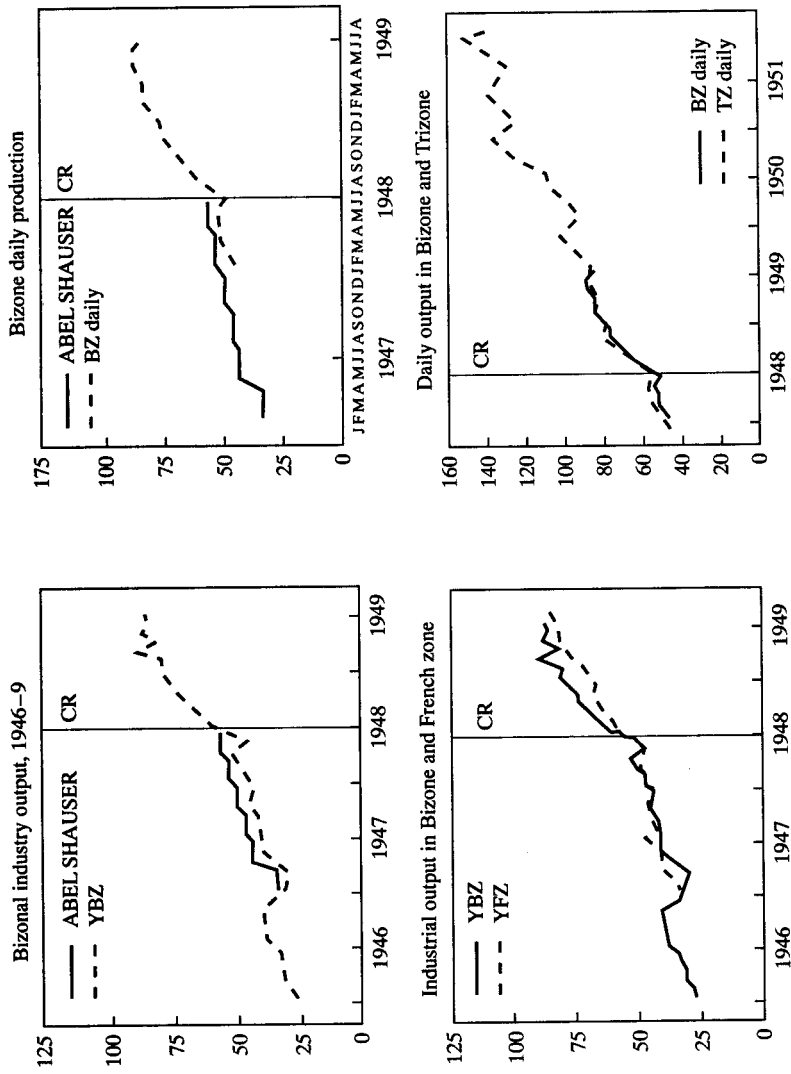 Bizonal industry output, 1946–9
125
100
75
50
25
0
ABEL SHAUSER
YBZ
CR
1946 1947 1948 1949
Bizone daily production
175
100
75
50
25
0
ABEL SHAUSER
BZ daily
CR
J F M A M J J A S O N D J F M A M J J A S O N D J F M A M J J A
1947 1948 1949
Industrial output in Bizone and French zone
125
100
75
50
25
0
YBZ
YFZ
CR
1946 1947 1948 1949
Daily output in Bizone and Trizone
160
140
120
100
80
60
40
20
0
CR
BZ daily
TZ daily
1948 1949 1950 1951